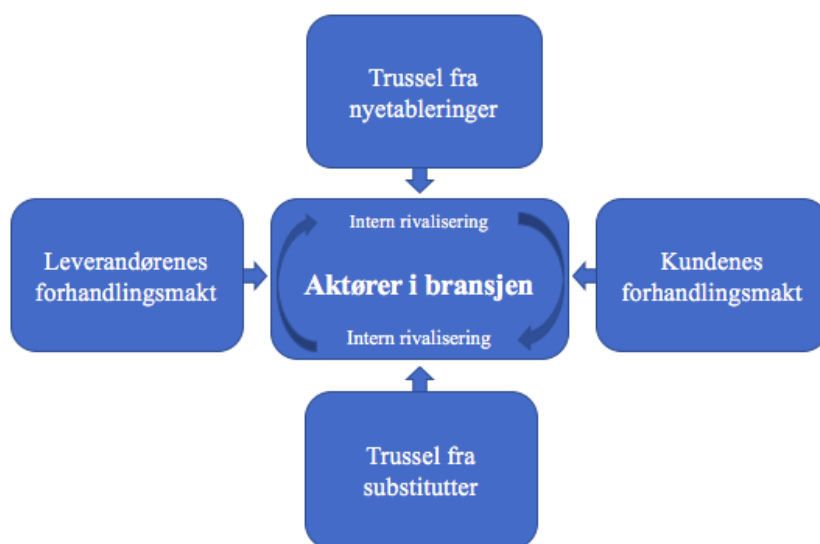 Trussel fra
nyetableringer
Leverandørenes
forhandlingsmakt
Intern rivalisering
Aktører i bransjen
Intern rivalisering
Kundenes
forhandlingsmakt
Trussel fra
substitutter